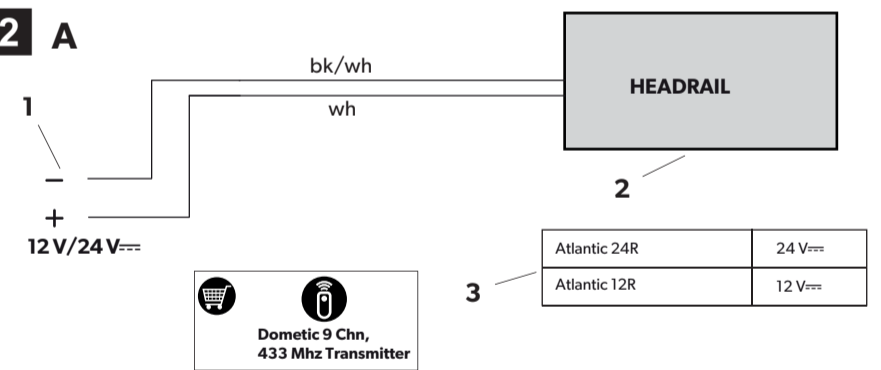 2 A
bk/wh
HEADRAIL
1
wh
−
2
+
12 V/24 V⎓
Atlantic 24R 24 V⎓
3
Atlantic 12R 12 V⎓
Dometic 9 Chn,
433 Mhz Transmitter